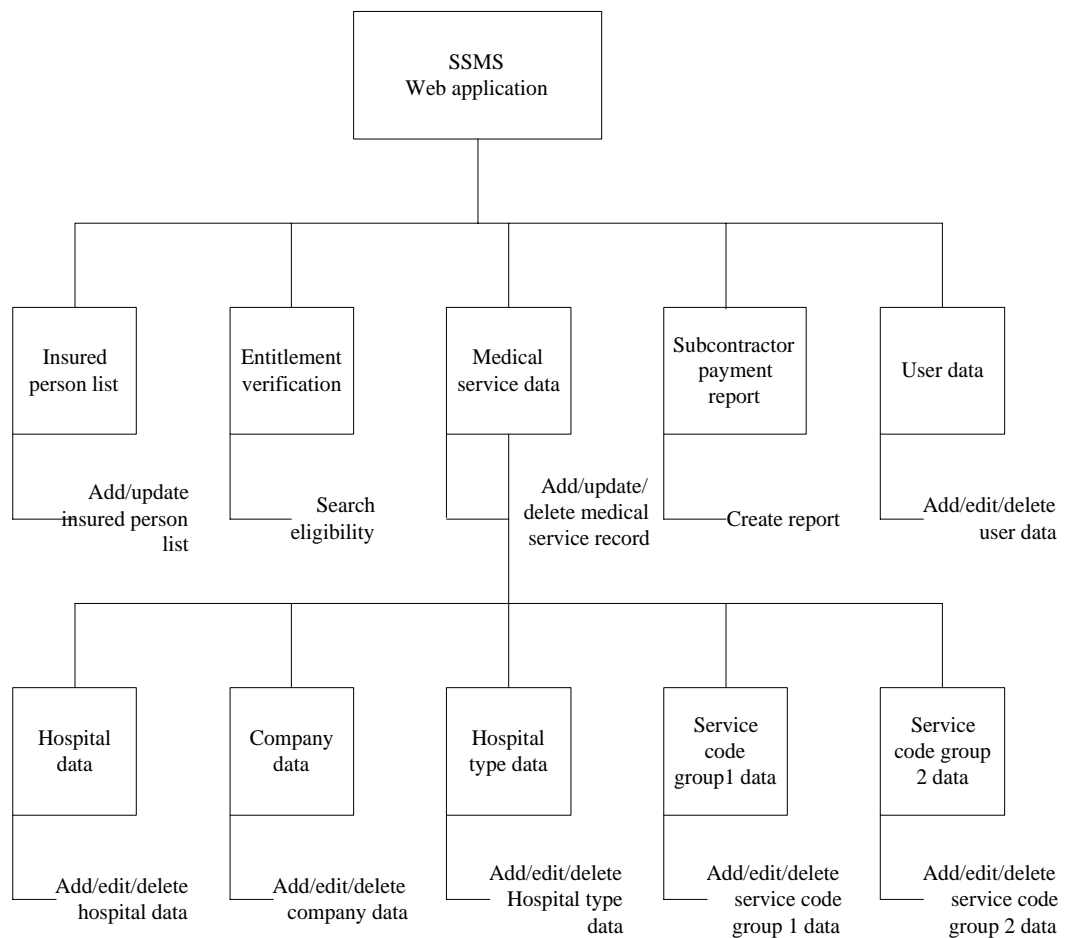 SSMS
Web application
Insured
person list
Entitlement
verification
Medical
service data
Subcontractor
payment
report
User data
Add/update
insured person
list
Search
eligibility
Add/update/
delete medical
service record
Create report
Add/edit/delete
user data
Hospital
data
Company
data
Hospital
type data
Service
code
group1 data
Service
code group
2 data
Add/edit/delete
hospital data
Add/edit/delete
company data
Add/edit/delete
Hospital type
data
Add/edit/delete
service code
group 1 data
Add/edit/delete
service code
group 2 data